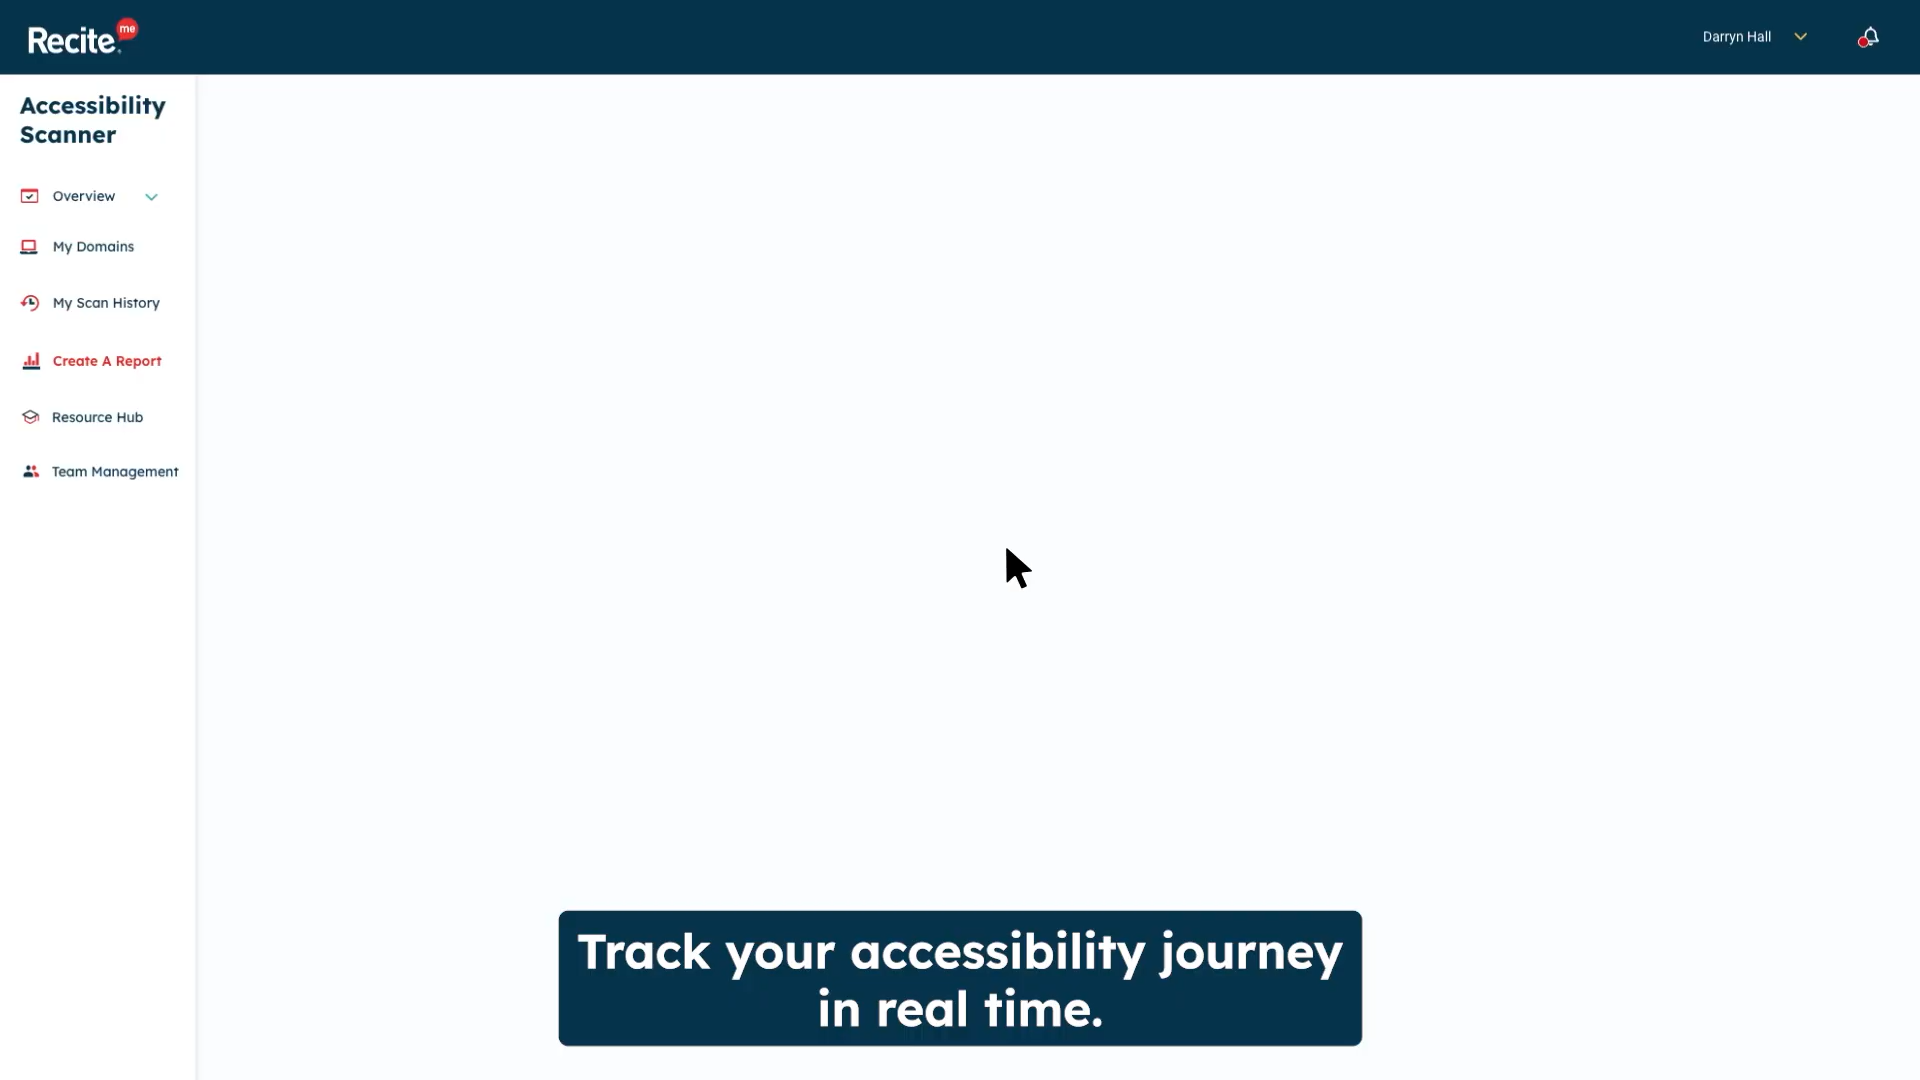 Recite me
Darryn Hall
Accessibility
Scanner
Overview
My Domains
My Scan History
Create A Report
Resource Hub
Team Management
Track your accessibility journey
in real time.